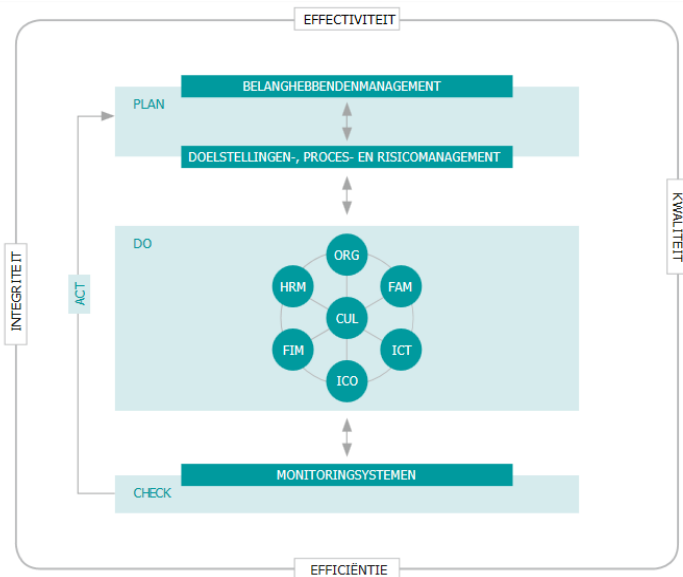 EFFECTIVITEIT
BELANGHEBBENDENMANAGEMENT
PLAN
DOELSTELLINGEN-, PROCES- EN RISICOMANAGEMENT
DO
ORG
HRM
FAM
CUL
FIM
ICT
ICO
MONITORINGSYSTEMEN
CHECK
ACT
INTEGRITEIT
KWALITEIT
EFFICIËNTIE